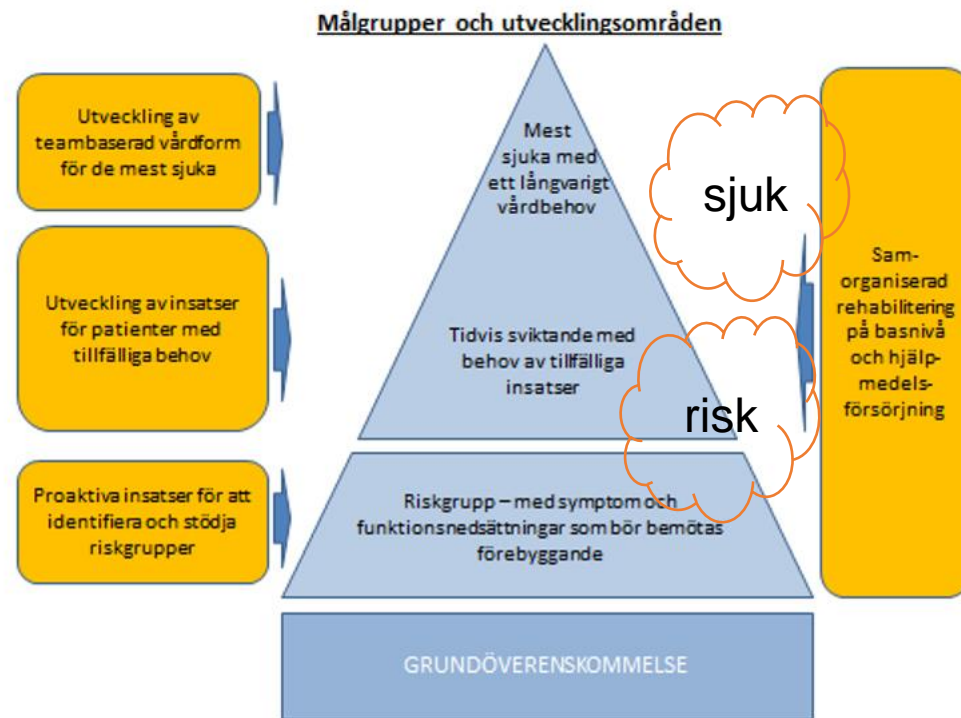 Målgrupper och utvecklingsområden
Utveckling av
teambaserad vårdform
för de mest sjuka
Utveckling av insatser
för patienter med
tillfälliga behov
Proaktiva insatser för att
identifiera och stödja
riskgrupper
Mest
sjuka med
ett långvarigt
vårdbehov
Tidvis sviktande med
behov av tillfälliga
insatser
Riskgrupp – med symptom och
funktionsnedsättningar som bör bemötas
förebyggande
GRUNDÖVERENSKOMMELSE
sjuk
risk
Sam-
organiserad
rehabilitering
på basnivå
och hjälp-
medels-
försörjning